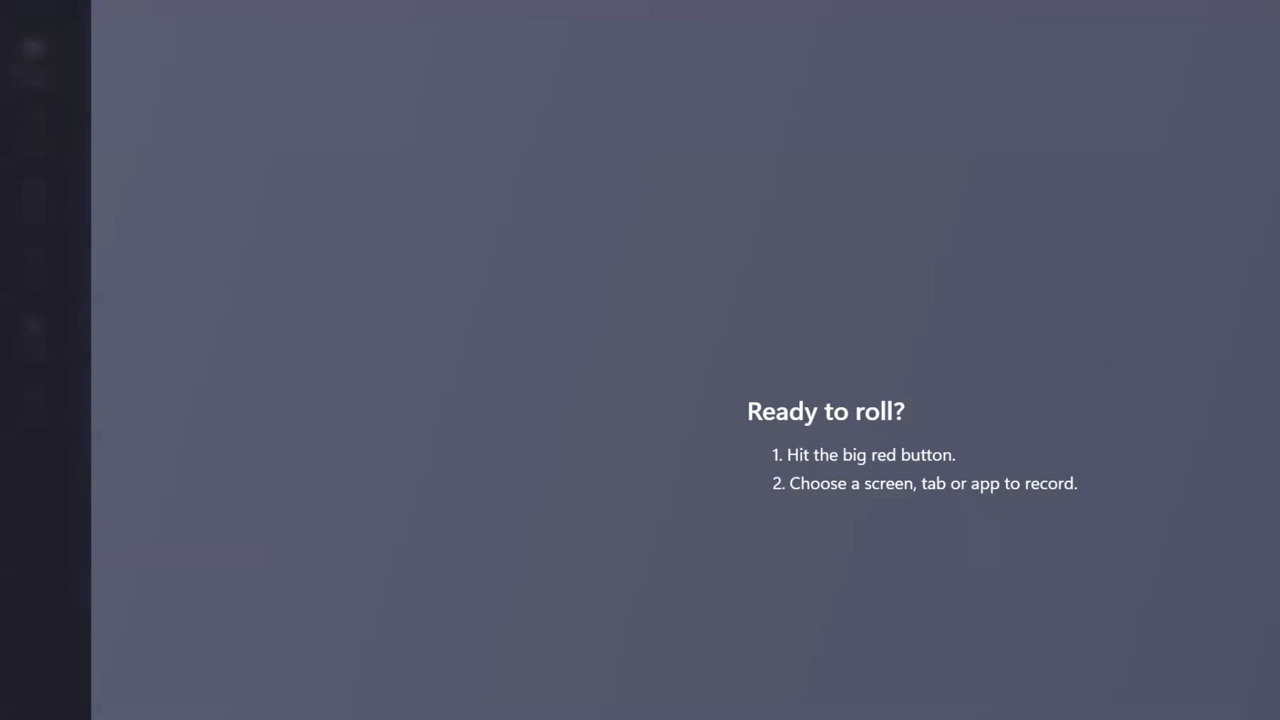 Ready to roll?
1. Hit the big red button.
2. Choose a screen, tab or app to record.